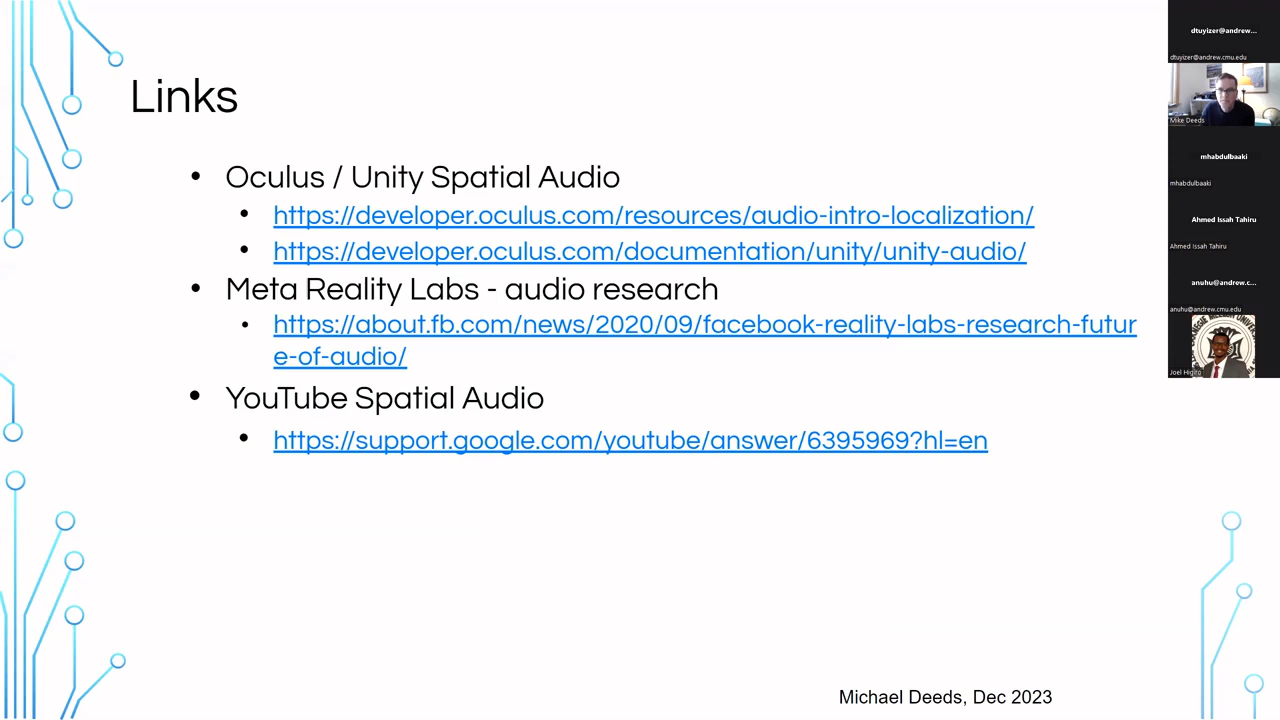 Links
• Oculus / Unity Spatial Audio
• https://developer.oculus.com/resources/audio-intro-localization/
• https://developer.oculus.com/documentation/unity/unity-audio/
• Meta Reality Labs - audio research
• https://about.fb.com/news/2020/09/facebook-reality-labs-research-futur
e-of-audio/
• YouTube Spatial Audio
• https://support.google.com/youtube/answer/6395969?hl=en
Michael Deeds, Dec 2023
dtuyizer@andrew...
dtuyizer@andrew.cmu.edu
Mike Deeds
mhabdulbaaki
mhabdulbaaki
Ahmed Issah Tahiru
Ahmed Issah Tahiru
anuhu@andrew.c...
anuhu@andrew.cmu.edu
Joel Higiro